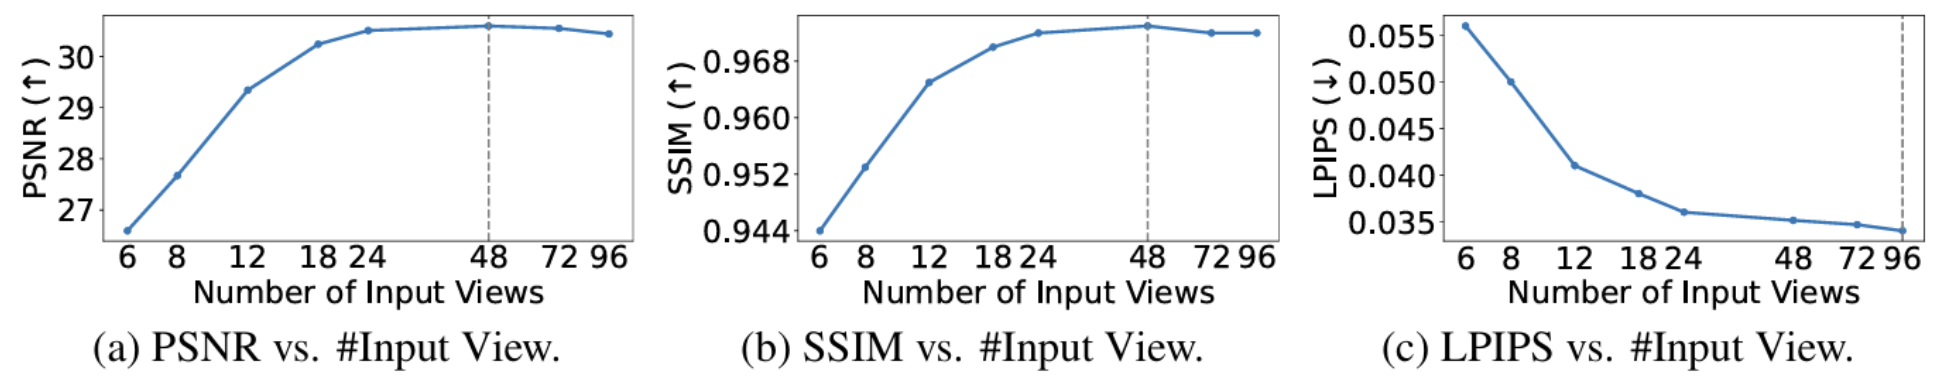 PSNR (↑)
30
29
28
27
6 8 12 18 24 48 72 96
Number of Input Views
(a) PSNR vs. #Input View.
SSIM (↑)
0.968
0.960
0.952
0.944
6 8 12 18 24 48 72 96
Number of Input Views
(b) SSIM vs. #Input View.
LPIPS (↓)
0.055
0.050
0.045
0.040
0.035
6 8 12 18 24 48 72 96
Number of Input Views
(c) LPIPS vs. #Input View.